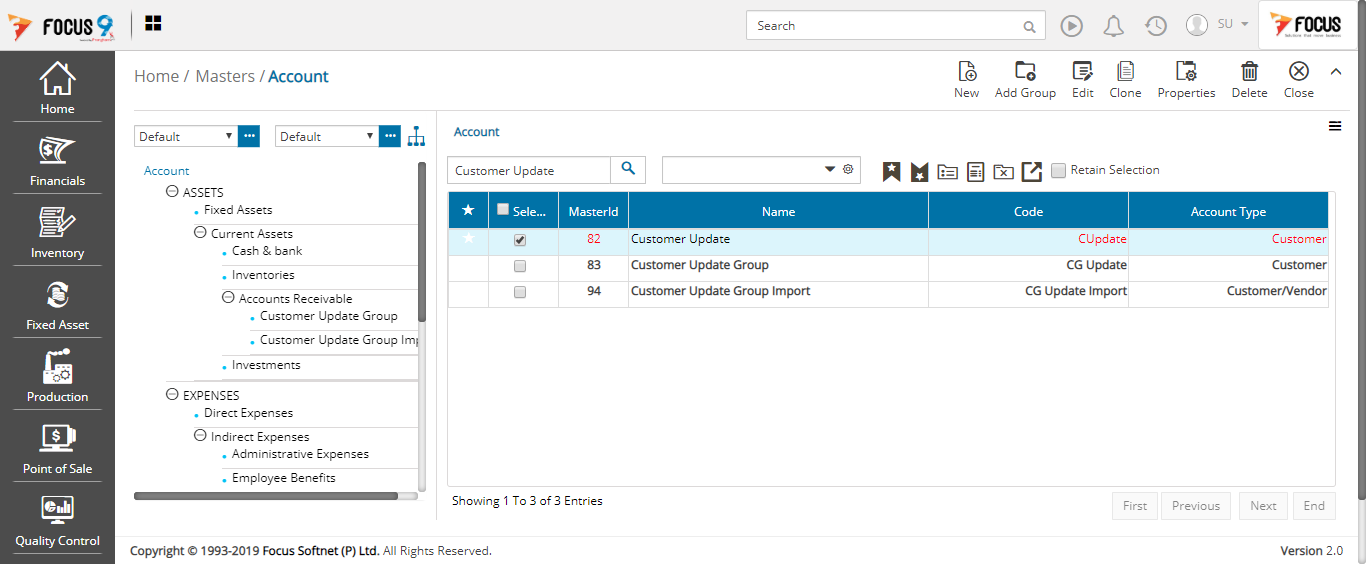 FOCUS 9
Search
SU
FOCUS
Home
Financials
Inventory
Fixed Asset
Production
Point of Sale
Quality Control
Home / Masters / Account
New
Add Group
Edit
Clone
Properties
Delete
Close
Default
Default
Account
ASSETS
Fixed Assets
Current Assets
Cash & bank
Inventories
Accounts Receivable
Customer Update Group
Customer Update Group Imp
Investments
EXPENSES
Direct Expenses
Indirect Expenses
Administrative Expenses
Employee Benefits
Account
Customer Update
Retain Selection
Sele... MasterId Name Code Account Type
82 Customer Update CUpdate Customer
83 Customer Update Group CG Update Customer
94 Customer Update Group Import CG Update Import Customer/Vendor
Showing 1 To 3 of 3 Entries
First Previous Next End
Copyright © 1993-2019 Focus Softnet (P) Ltd. All Rights Reserved.
Version 2.0